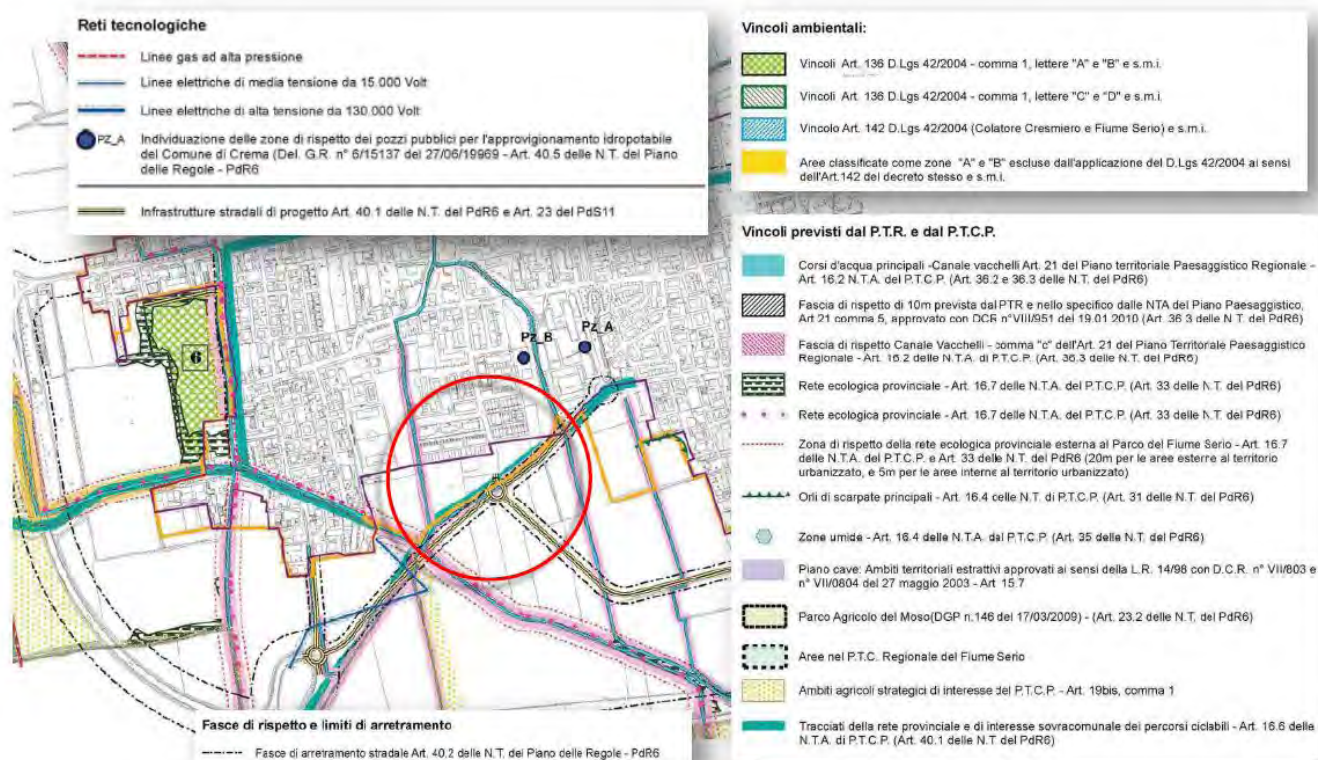 Reti tecnologiche
Linee gas ad alta pressione
Linee elettriche di media tensione da 15.000 Volt
Linee elettriche di alta tensione da 130.000 Volt
PZ_A
Individuazione delle zone di rispetto dei pozzi pubblici per l'approvigionamento idropotabile
del Comune di Crema (Del. G.R. n° 6/15137 del 27/06/19969 - Art. 40.5 delle N.T. del Piano
delle Regole - PdR6
Infrastrutture stradali di progetto Art. 40.1 delle N.T. del PdR6 e Art. 23 del PdS11
6
Pz_B
Pz_A
Fasce di rispetto e limiti di arretramento
Fasce di arretramento stradale Art. 40.2 delle N.T. del Piano delle Regole - PdR6
Vincoli ambientali:
Vincoli Art. 136 D.Lgs 42/2004 - comma 1, lettere "A" e "B" e s.m.i.
Vincoli Art. 136 D.Lgs 42/2004 - comma 1, lettere "C" e "D" e s.m.i.
Vincolo Art. 142 D.Lgs 42/2004 (Colatore Cresmiero e Fiume Serio) e s.m.i.
Aree classificate come zone "A" e "B" escluse dall'applicazione del D.Lgs 42/2004 ai sensi
dell'Art.142 del decreto stesso e s.m.i.
Vincoli previsti dal P.T.R. e dal P.T.C.P.
Corsi d'acqua principali -Canale vacchelli Art. 21 del Piano territoriale Paesaggistico Regionale -
Art. 16.2 N.T.A. del P.T.C.P. (Art. 36.2 e 36.3 delle N.T. del PdR6)
Fascia di rispetto di 10m prevista dal PTR e nello specifico dalle NTA del Piano Paesaggistico,
Art 21 comma 5, approvato con DCR n°VIII/951 del 19.01 2010 (Art. 36.3 delle N.T. del PdR6)
Fascia di rispetto Canale Vacchelli - comma "c" dell'Art. 21 del Piano Territoriale Paesaggistico
Regionale - Art. 16.2 delle N.T.A. di P.T.C.P. (Art. 36.3 delle N.T. del PdR6)
Rete ecologica provinciale - Art. 16.7 delle N.T.A. del P.T.C.P. (Art. 33 delle N.T. del PdR6)
Rete ecologica provinciale - Art. 16.7 delle N.T.A. del P.T.C.P. (Art. 33 delle N.T. del PdR6)
Zona di rispetto della rete ecologica provinciale esterna al Parco del Fiume Serio - Art. 16.7
delle N.T.A. del P.T.C.P. e Art. 33 delle N.T. del PdR6 (20m per le aree esterne al territorio
urbanizzato, e 5m per le aree interne al territorio urbanizzato)
Orli di scarpate principali - Art. 16.4 celle N.T. di P.T.C.P. (Art. 31 delle N.T. del PdR6)
Zone umide - Art. 16.4 delle N.T.A. dal P.T.C.P. (Art. 35 delle N.T. del PdR6)
Piano cave: Ambiti territoriali estrattivi approvati ai sensi della L.R. 14/98 con D.C.R. n° VII/803 e
n° VII/0804 del 27 maggio 2003 - Art 15.7
Parco Agricolo del Moso(DGP n.146 del 17/03/2009) - (Art. 23.2 delle N.T. del PdR6)
Aree nel P.T.C. Regionale del Fiume Serio
Ambiti agricoli strategici di interesse del P.T.C.P. - Art. 19bis, comma 1
Tracciati della rete provinciale e di interesse sovracomunale dei percorsi ciclabili - Art. 16.6 delle
N.T.A. di P.T.C.P. (Art. 40.1 delle N.T. del PdR6)